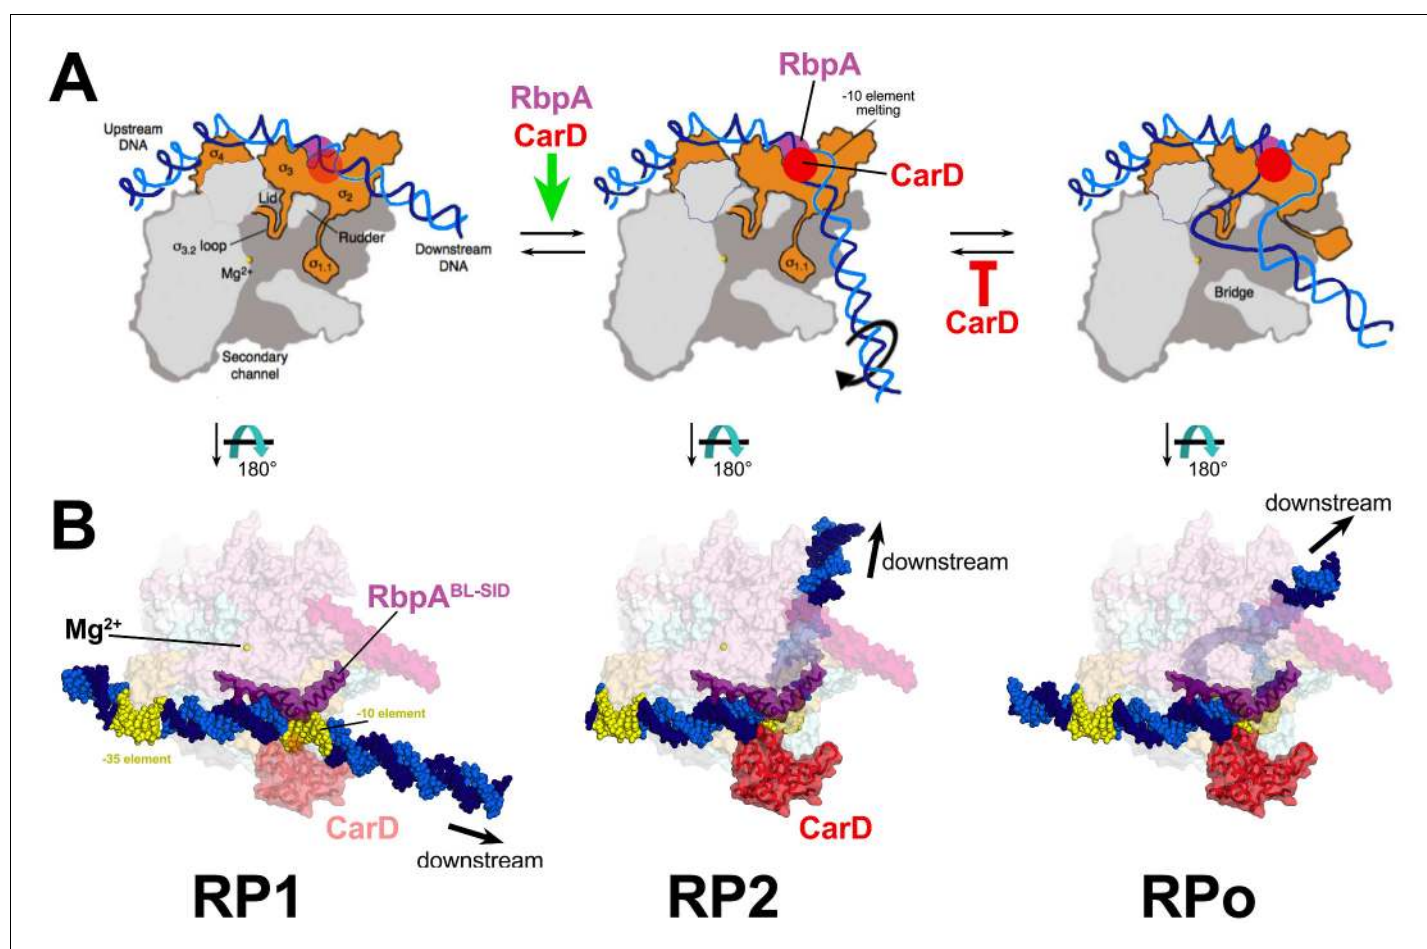 A
RbpA
CarD
RbpA
-10 element
melting
CarD
CarD
Upstream
DNA
σ4
σ3
σ2
Lid
σ3.2 loop
Rudder
Mg2+
σ1.1
Downstream
DNA
Secondary
channel
σ1.1
Bridge
180°
180°
180°
B
Mg2+
RbpABL-SID
-10 element
-35 element
CarD
downstream
downstream
CarD
downstream
RP1
RP2
RPo